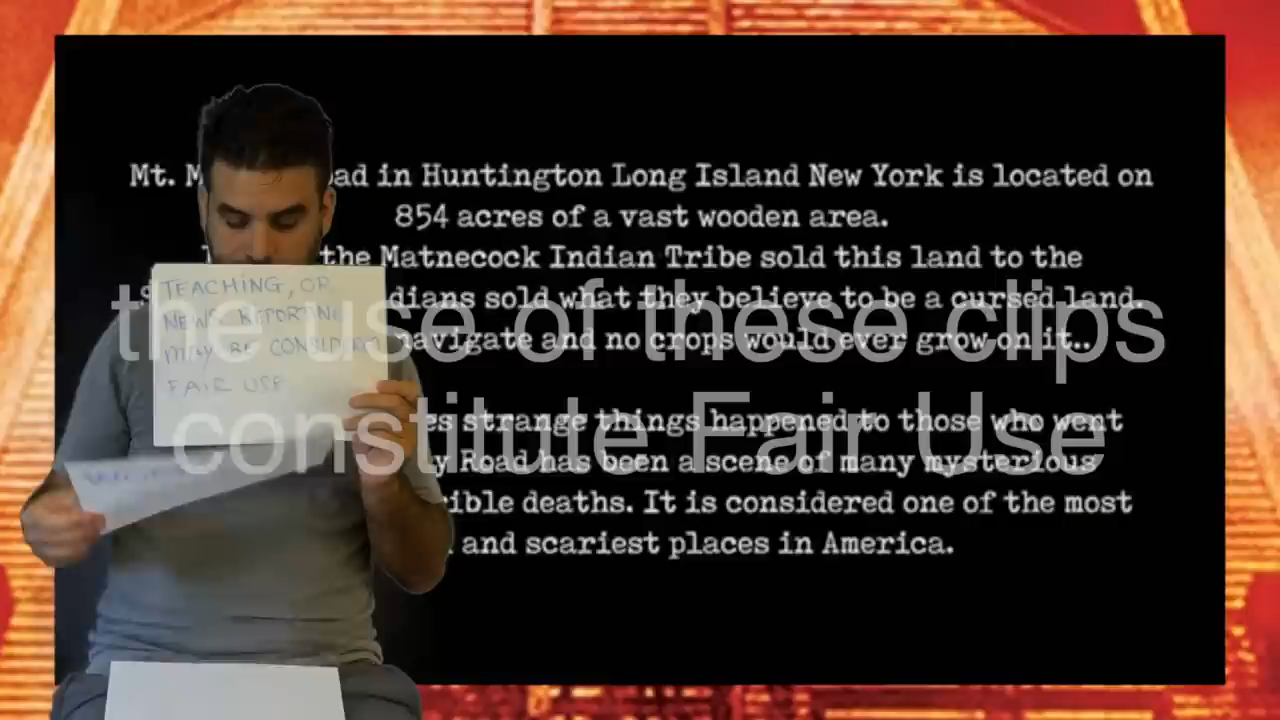 Mt. M ad in Huntington Long Island New York is located on
854 acres of a vast wooden area.
the Matnecock Indian Tribe sold this land to the
dians sold what they believe to be a cursed land.
navigate and no crops would ever grow on it..
es strange things happened to those who went
y Road has been a scene of many mysterious
ible deaths. It is considered one of the most
and scariest places in America.
the use of these clips
constitute Fair Use
TEACHING, OR
NEWS REPORTING
MAY BE CONSIDERED
FAIR USE